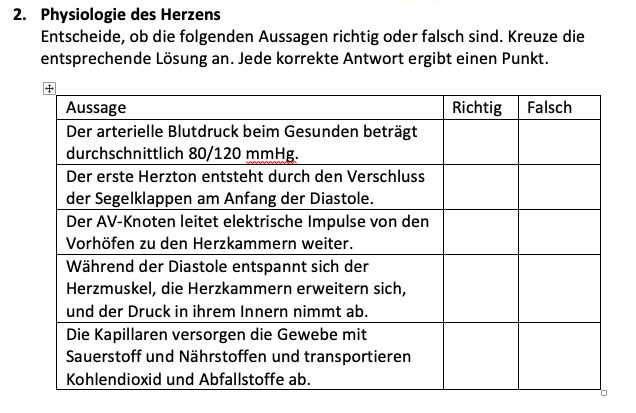 2. Physiologie des Herzens
Entscheide, ob die folgenden Aussagen richtig oder falsch sind. Kreuze die
entsprechende Lösung an. Jede korrekte Antwort ergibt einen Punkt.
Aussage Richtig Falsch
Der arterielle Blutdruck beim Gesunden beträgt
durchschnittlich 80/120 mmHg.
Der erste Herzton entsteht durch den Verschluss
der Segelklappen am Anfang der Diastole.
Der AV-Knoten leitet elektrische Impulse von den
Vorhöfen zu den Herzkammern weiter.
Während der Diastole entspannt sich der
Herzmuskel, die Herzkammern erweitern sich,
und der Druck in ihrem Innern nimmt ab.
Die Kapillaren versorgen die Gewebe mit
Sauerstoff und Nährstoffen und transportieren
Kohlendioxid und Abfallstoffe ab.